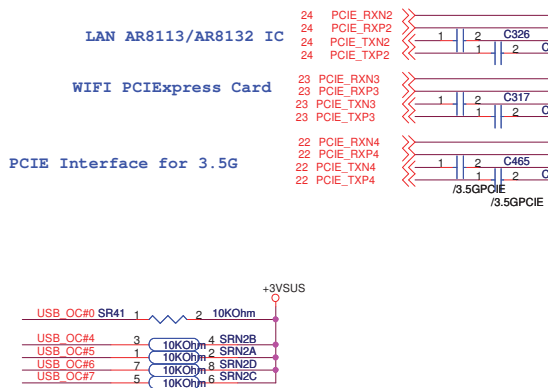 24 PCIE_RXN2
24 PCIE_RXP2
LAN AR8113/AR8132 IC 24 PCIE_TXN2 1 2 C326
24 PCIE_TXP2 1 2 C
23 PCIE_RXN3
WIFI PCIExpress Card 23 PCIE_RXP3
23 PCIE_TXN3 1 2 C317
23 PCIE_TXP3 1 2 C
22 PCIE_RXN4
22 PCIE_RXP4
PCIE Interface for 3.5G 22 PCIE_TXN4 1 2 C465
22 PCIE_TXP4 1 2 C
/3.5GPCIE
/3.5GPCIE
+3VSUS
USB_OC#0 SR41 1 2 10KOhm
USB_OC#4 3 10KOhm 4 SRN2B
USB_OC#5 1 10KOhm 2 SRN2A
USB_OC#6 7 10KOhm 8 SRN2D
USB_OC#7 5 10KOhm 6 SRN2C